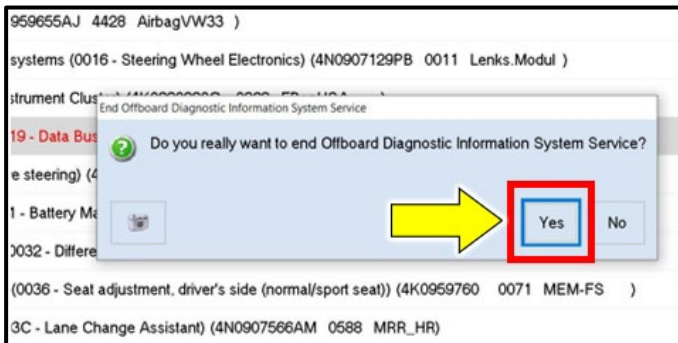 959655AJ 4428 AirbagVW33 )
systems (0016 - Steering Wheel Electronics) (4N0907129PB 0011 Lenks.Modul )
strument Clus
End Offboard Diagnostic Information System Service
19 - Data Bus
Do you really want to end Offboard Diagnostic Information System Service?
e steering) (4
1 - Battery Ma
Yes
No
0032 - Differe
(0036 - Seat adjustment, driver's side (normal/sport seat)) (4K0959760 0071 MEM-FS )
3C - Lane Change Assistant) (4N0907566AM 0588 MRR_HR)